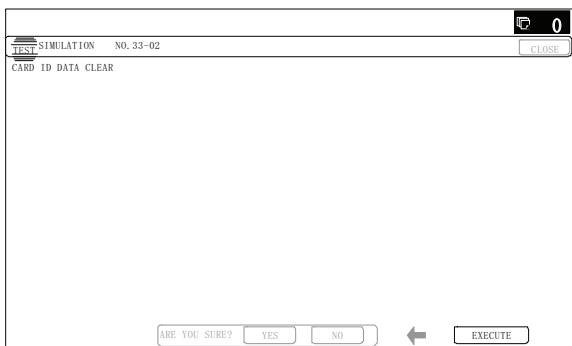 0
TEST SIMULATION NO.33-02 CLOSE
CARD ID DATA CLEAR
ARE YOU SURE? YES NO EXECUTE